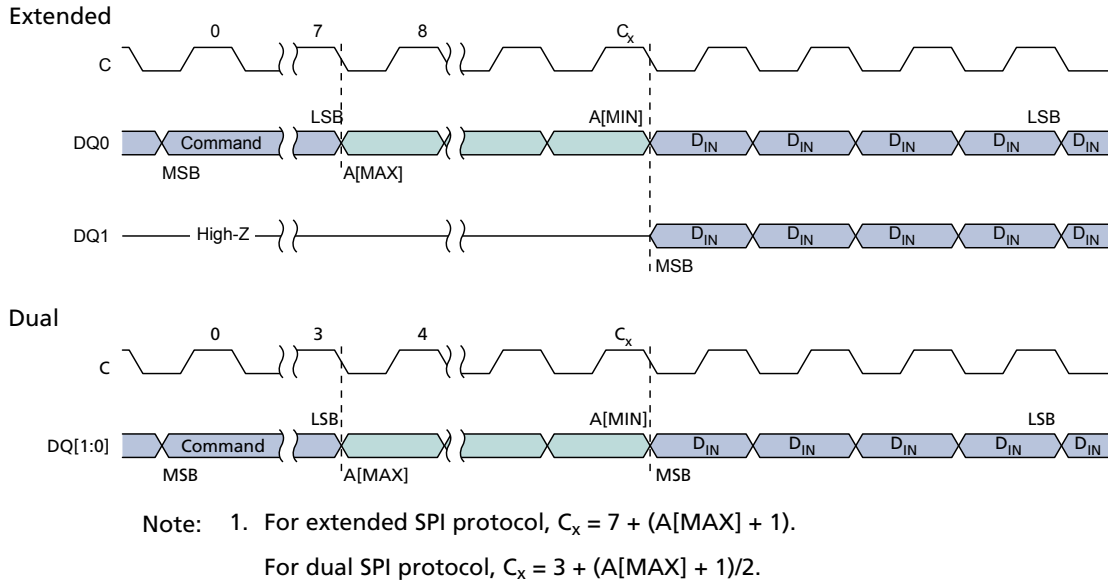 Extended
0 7 8 Cx
C
LSB A[MIN] LSB
DQ0 Command DIN DIN DIN DIN DIN
MSB A[MAX]
DQ1 High-Z DIN DIN DIN DIN DIN
MSB
Dual
0 3 4 Cx
C
LSB A[MIN] LSB
DQ[1:0] Command DIN DIN DIN DIN DIN
MSB A[MAX] MSB
Note: 1. For extended SPI protocol, Cx = 7 + (A[MAX] + 1).
For dual SPI protocol, Cx = 3 + (A[MAX] + 1)/2.